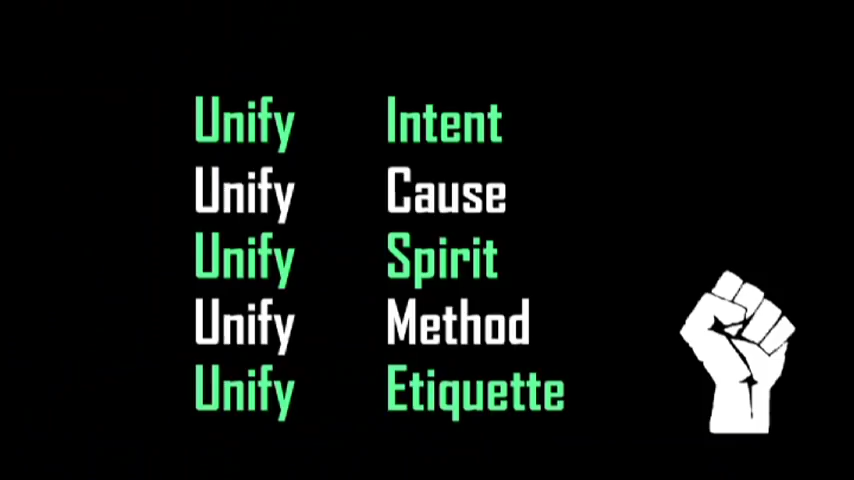 Unify Intent
Unify Cause
Unify Spirit
Unify Method
Unify Etiquette